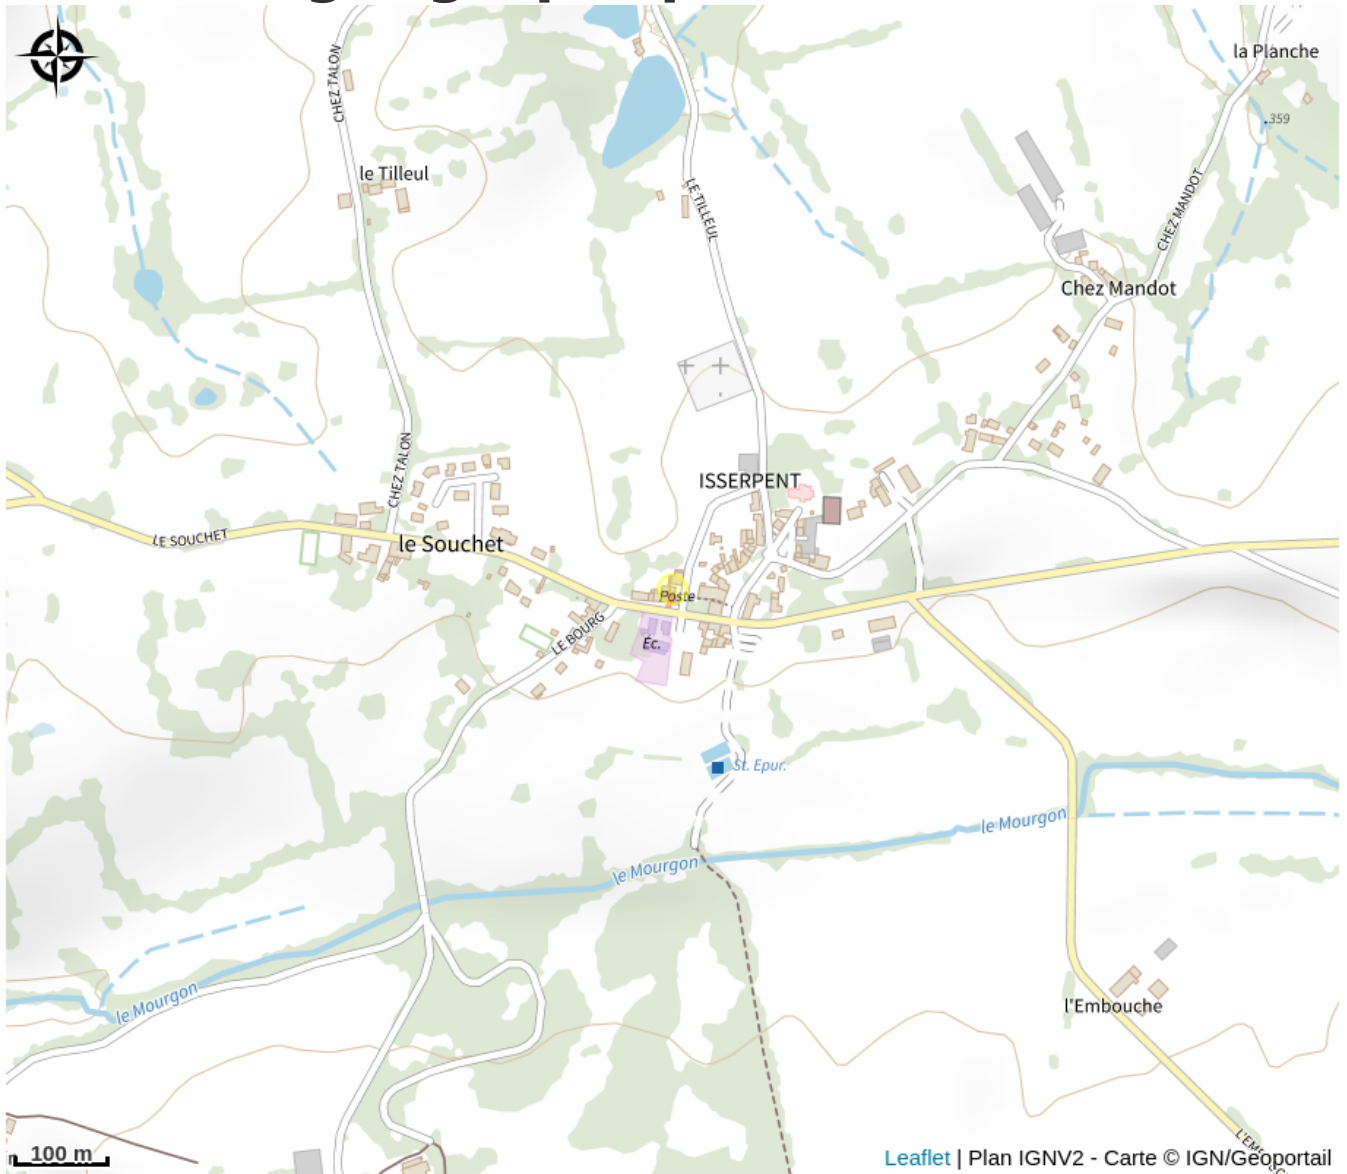 la Planche
CHEZ TALON
.359
le Tilleul
LE TILLEUL
CHEZ MANDOT
Chez Mandot
CHEZ TALON
ISSERPENT
LE SOUCHET
le Souchet
Poste
LE BOURG
Éc.
St. Epur.
le Mourgon
le Mourgon
le Mourgon
l'Embouche
100 m
Leaflet | Plan IGNV2 - Carte © IGN/Geoportail